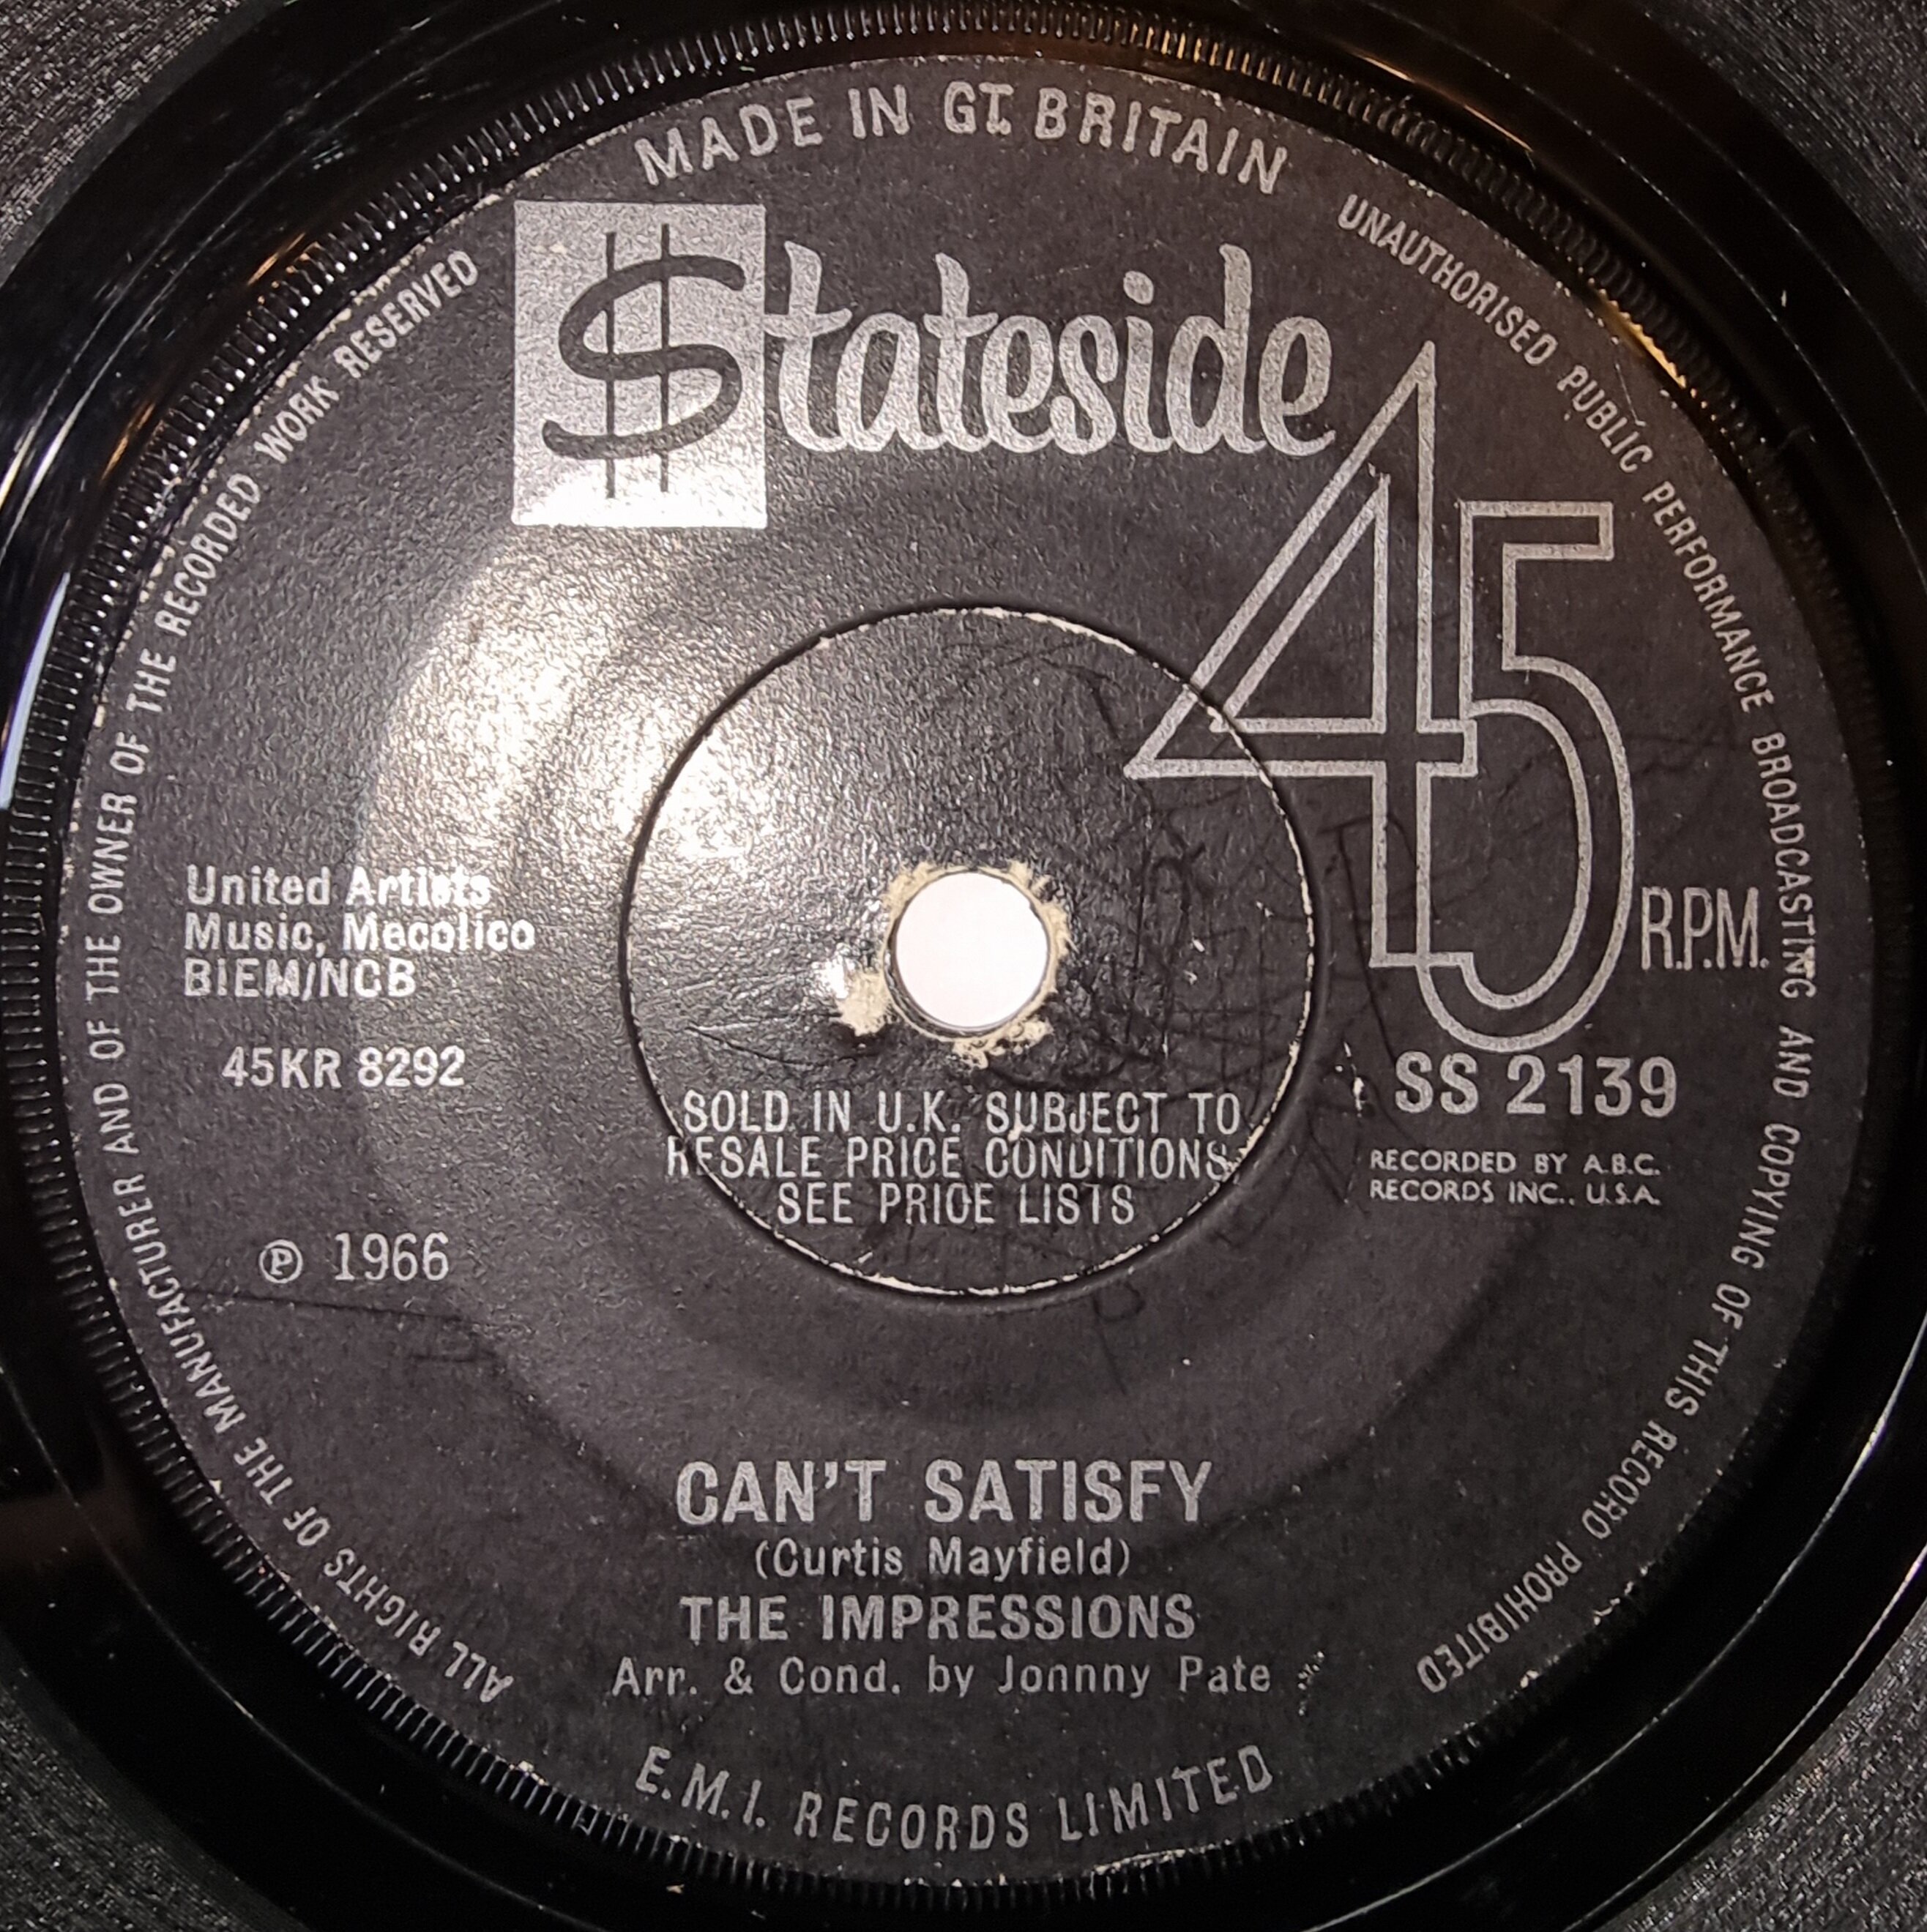 MADE IN GT. BRITAIN
$tateside
45
R.P.M.
UNAUTHORISED PUBLIC PERFORMANCE BROADCASTING AND COPYING OF THIS RECORD PROHIBITED
ALL RIGHTS OF THE MANUFACTURER AND OF THE OWNER OF THE RECORDED WORK RESERVED
United Artists
Music, Mecolico
BIEM/NCB
45KR 8292
Ⓟ 1966
SOLD IN U.K. SUBJECT TO
RESALE PRICE CONDITIONS,
SEE PRICE LISTS
SS 2139
RECORDED BY A.B.C.
RECORDS INC., U.S.A.
CAN'T SATISFY
(Curtis Mayfield)
THE IMPRESSIONS
Arr. & Cond. by Jonnny Pate
E.M.I. RECORDS LIMITED